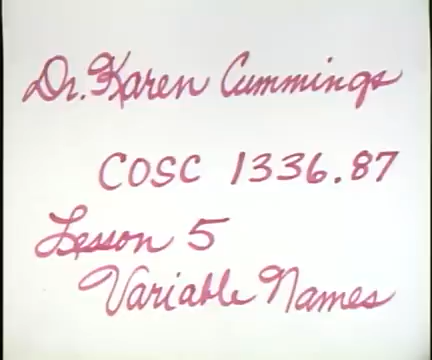 Dr. Karen Cummings
COSC 1336.87
Lesson 5
Variable Names